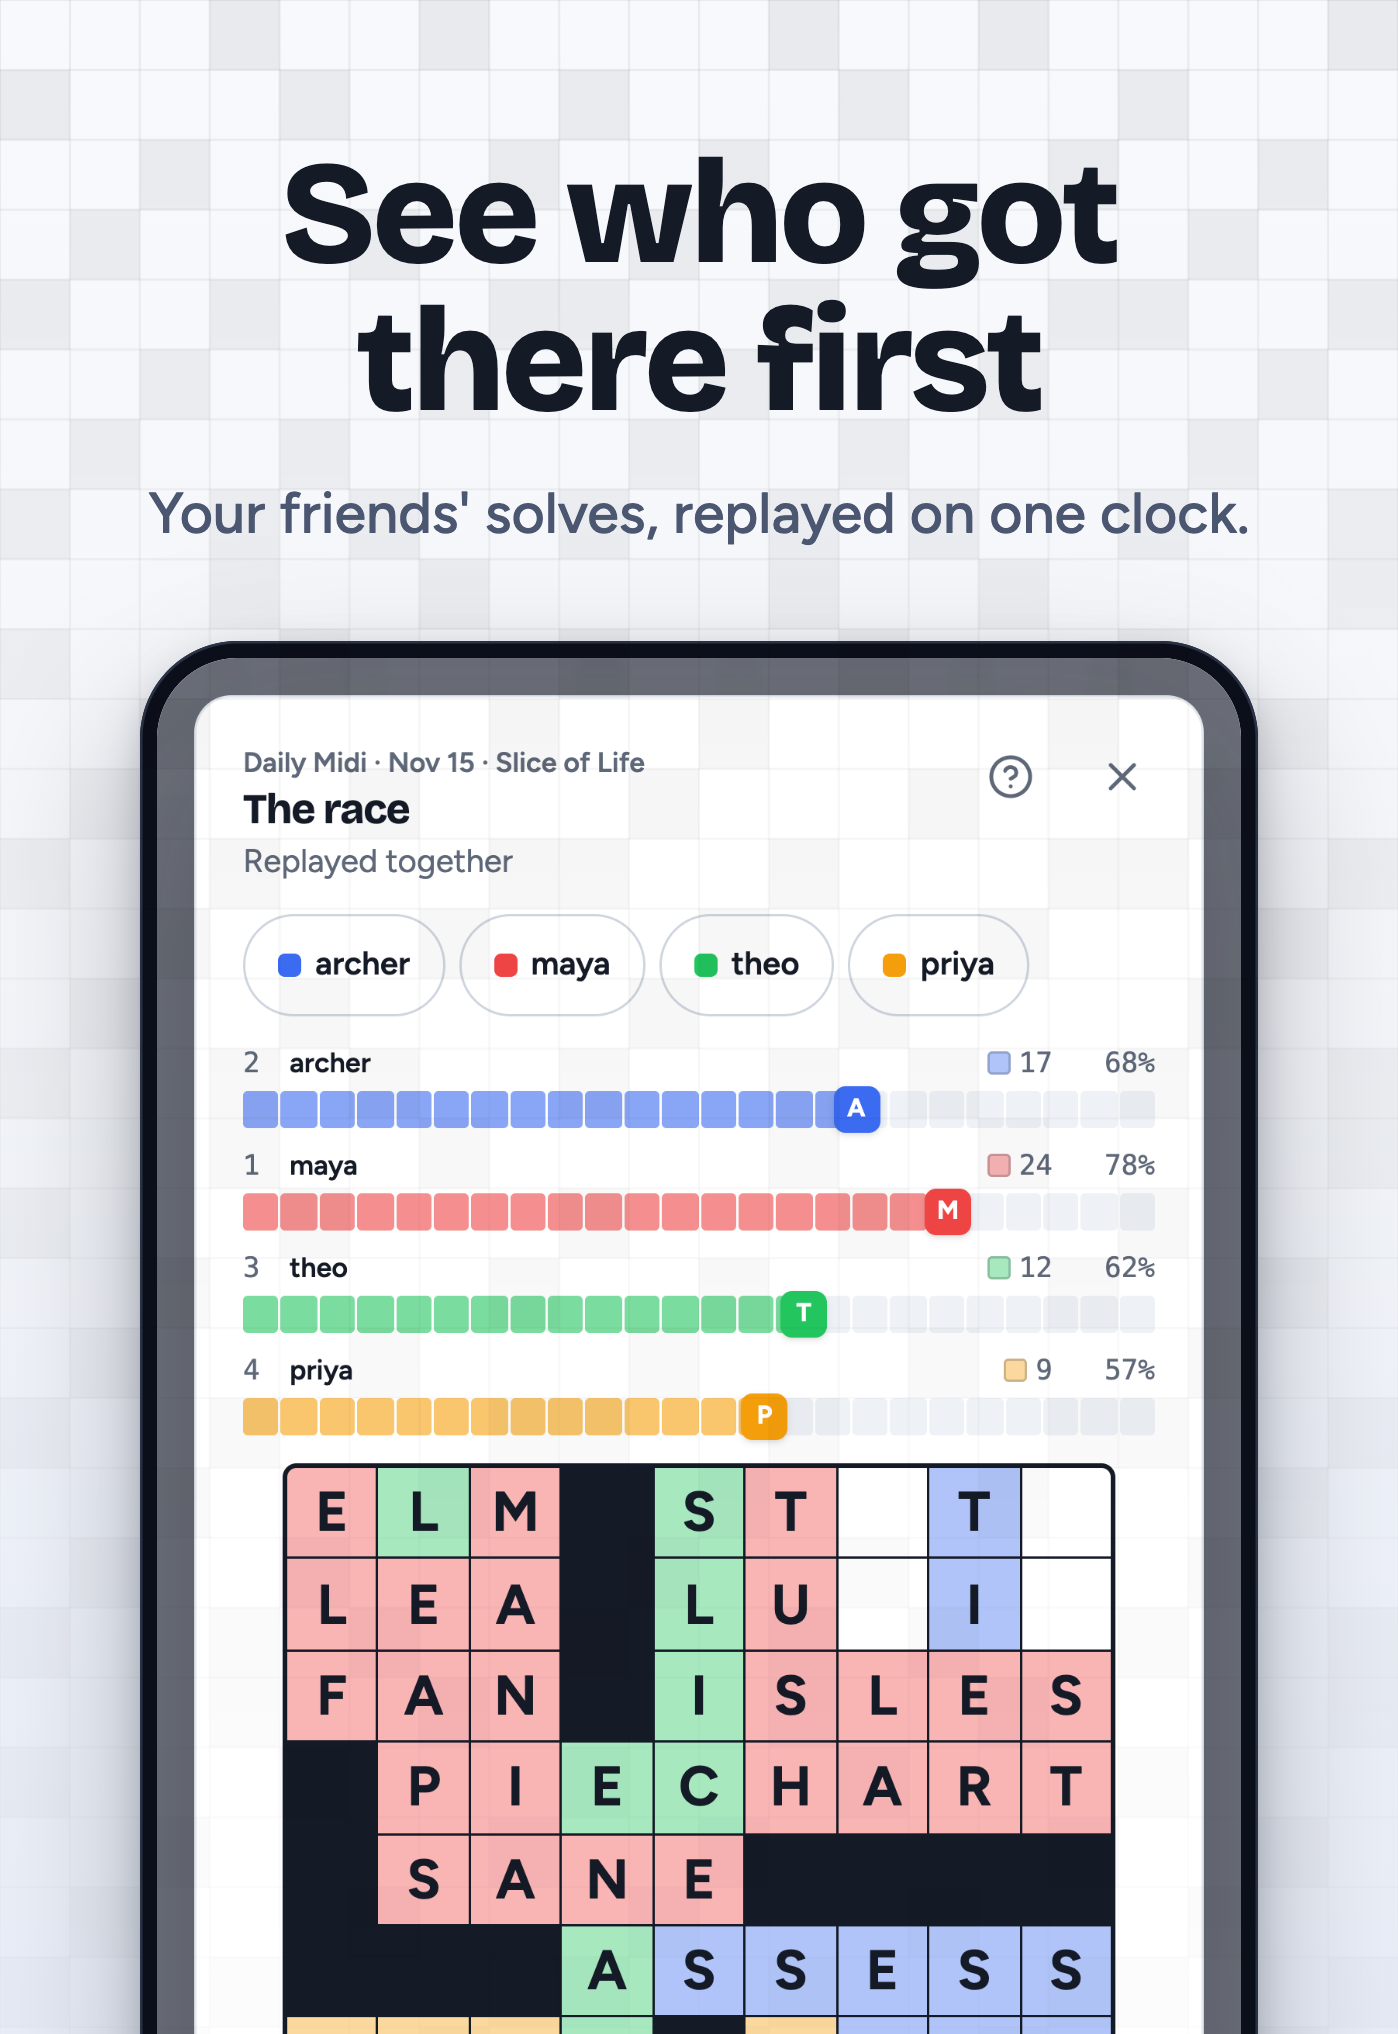 See who got
there first
Your friends' solves, replayed on one clock.
Daily Midi · Nov 15 · Slice of Life
The race
Replayed together
archer maya theo priya
2 archer 17 68%
A
1 maya 24 78%
M
3 theo 12 62%
T
4 priya 9 57%
P
E L M S T T
L E A L U I
F A N I S L E S
P I E C H A R T
S A N E
A S S E S S